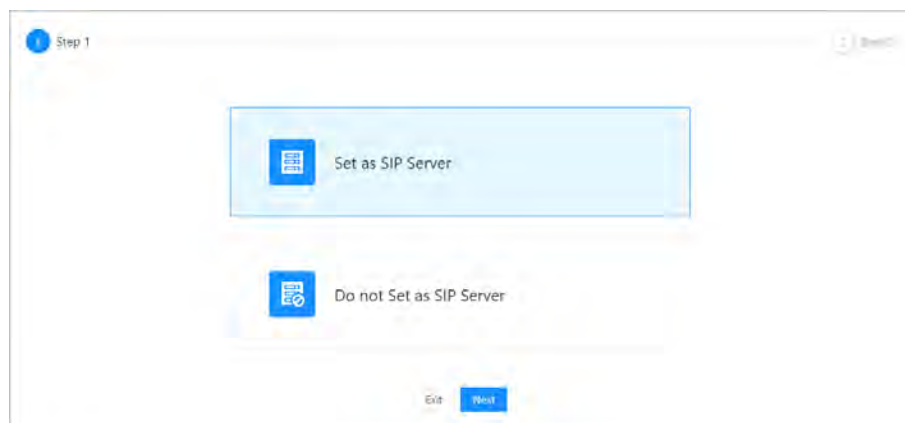 Step 1
Set as SIP Server
Do not Set as SIP Server
Exit Next